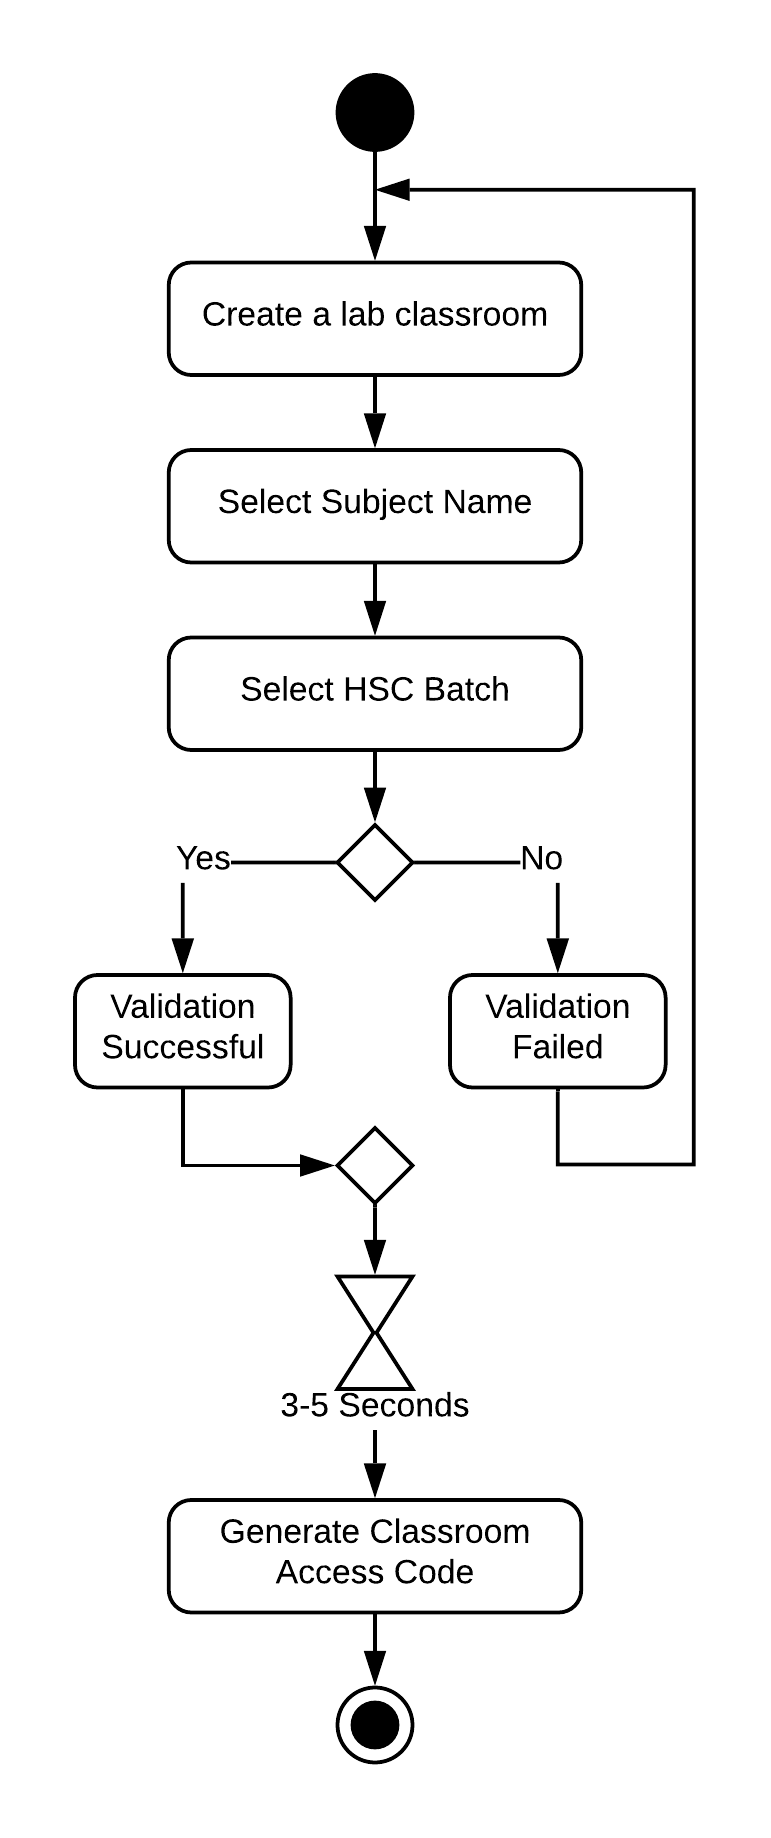 Create a lab classroom
Select Subject Name
Select HSC Batch
Yes
No
Validation
Successful
Validation
Failed
3-5 Seconds
Generate Classroom
Access Code